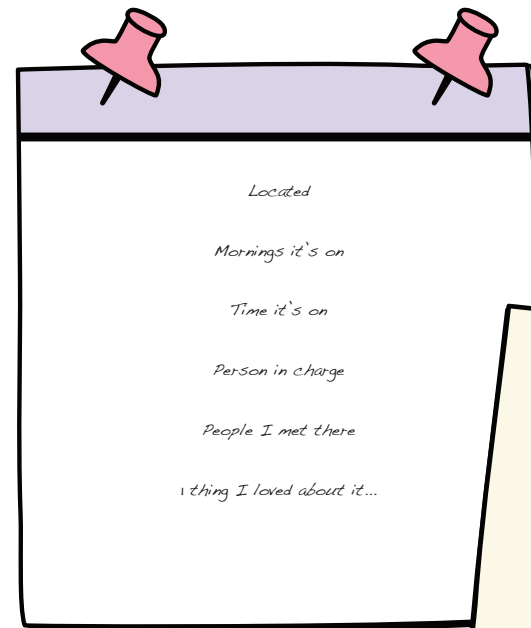 Located
Mornings it's on
Time it's on
Person in charge
People I met there
1 thing I loved about it...